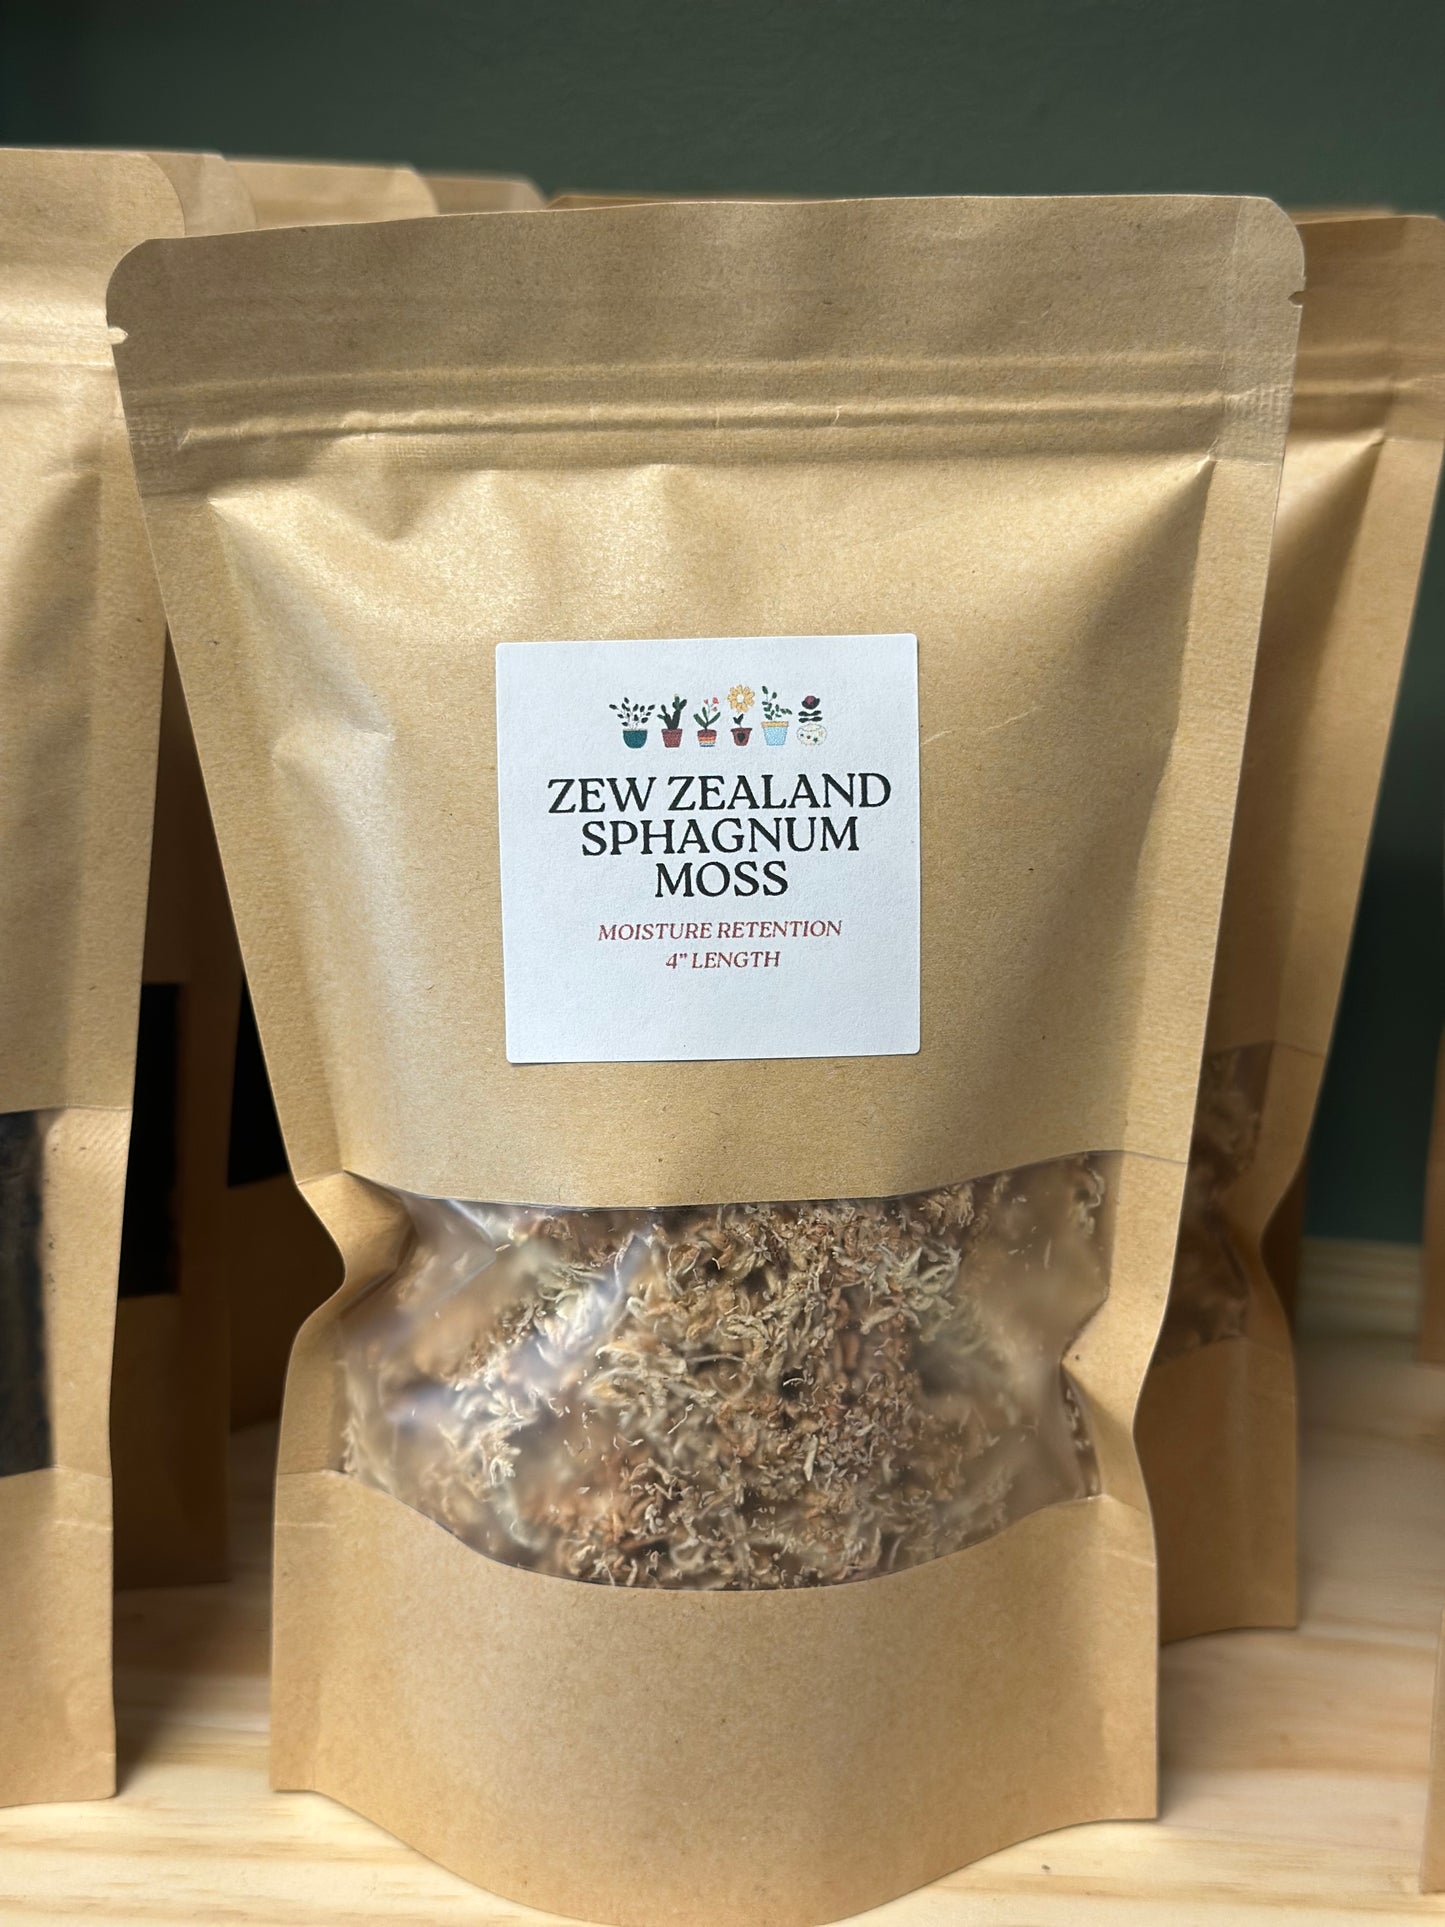 ZEW ZEALAND
SPHAGNUM
MOSS
MOISTURE RETENTION
4” LENGTH